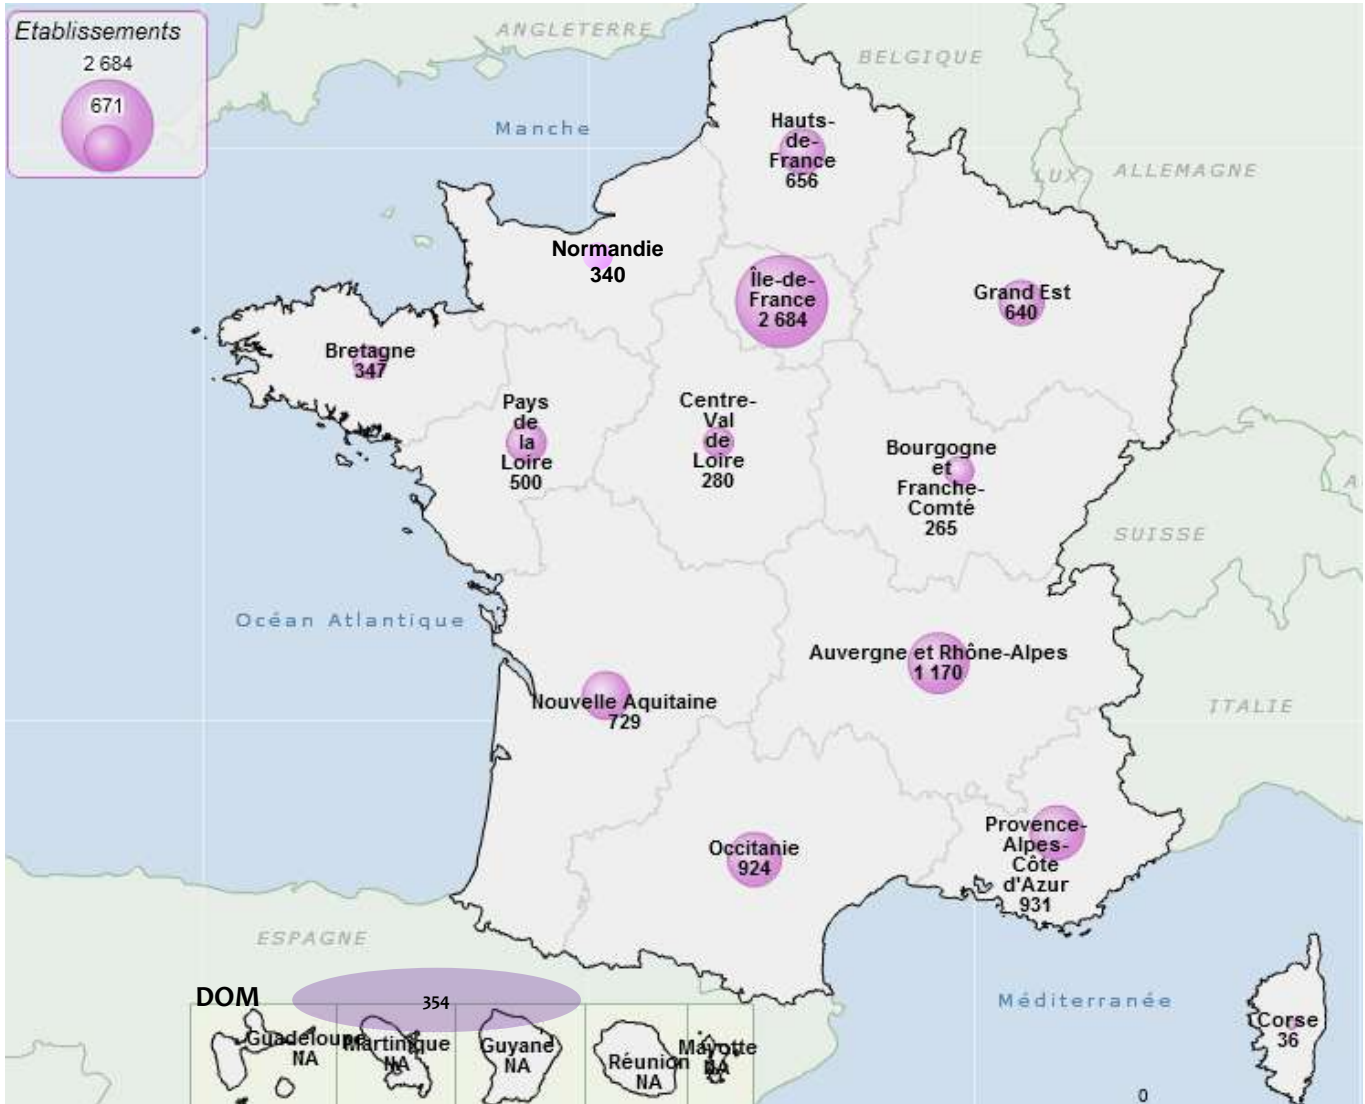 Etablissements
2 684
671
ANGLETERRE
BELGIQUE
Manche
LUX.
ALLEMAGNE
Hauts-
de-
France
656
Normandie
340
Île-de-
France
2 684
Grand Est
640
Bretagne
347
Pays
de
la
Loire
500
Centre-
Val
de
Loire
280
Bourgogne
et
Franche-
Comté
265
A
SUISSE
Océan Atlantique
Auvergne et Rhône-Alpes
1 170
Nouvelle Aquitaine
729
ITALIE
Provence-
Alpes-
Côte
d'Azur
931
Occitanie
924
ESPAGNE
Méditerranée
DOM
354
Guadeloupe
NA
Martinique
NA
Guyane
NA
Réunion
NA
Mayotte
NA
Corse
36
0